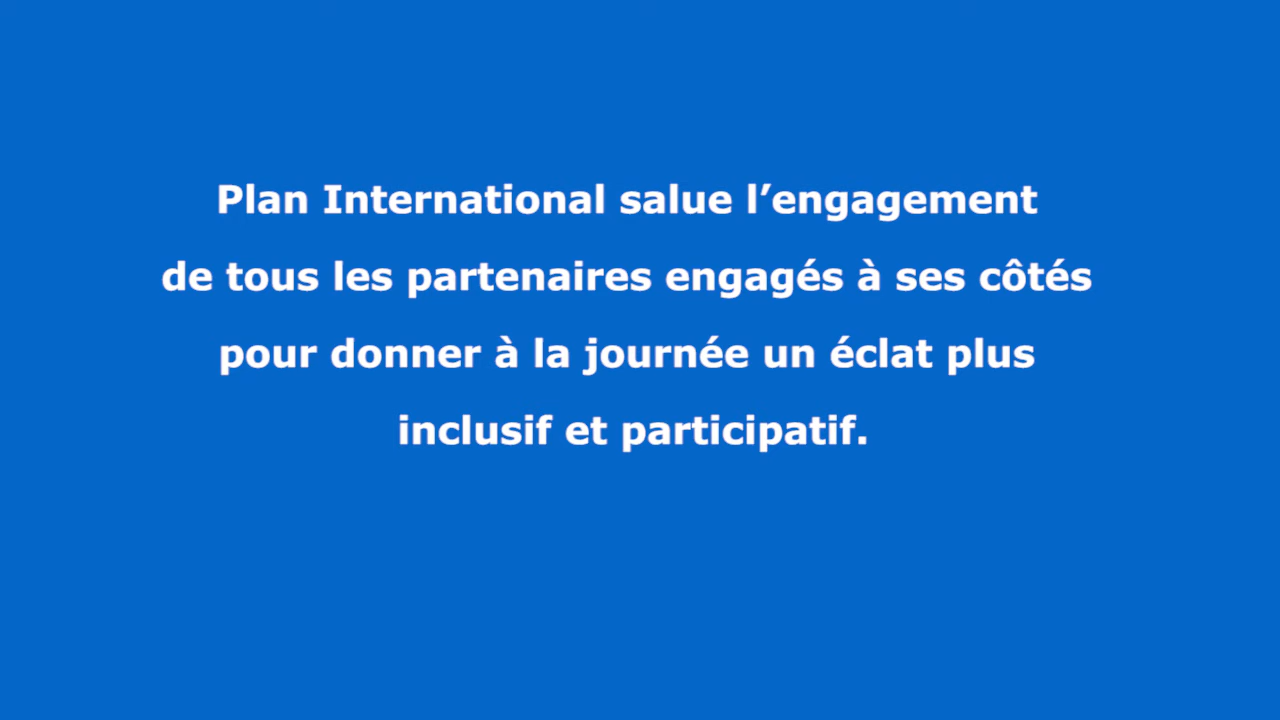 Plan International salue l’engagement
de tous les partenaires engagés à ses côtés
pour donner à la journée un éclat plus
inclusif et participatif.